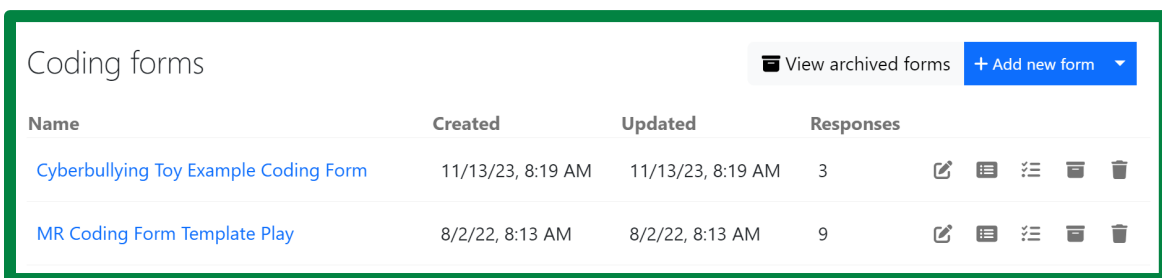 Coding forms
View archived forms + Add new form
Name Created Updated Responses
Cyberbullying Toy Example Coding Form 11/13/23, 8:19 AM 11/13/23, 8:19 AM 3
MR Coding Form Template Play 8/2/22, 8:13 AM 8/2/22, 8:13 AM 9